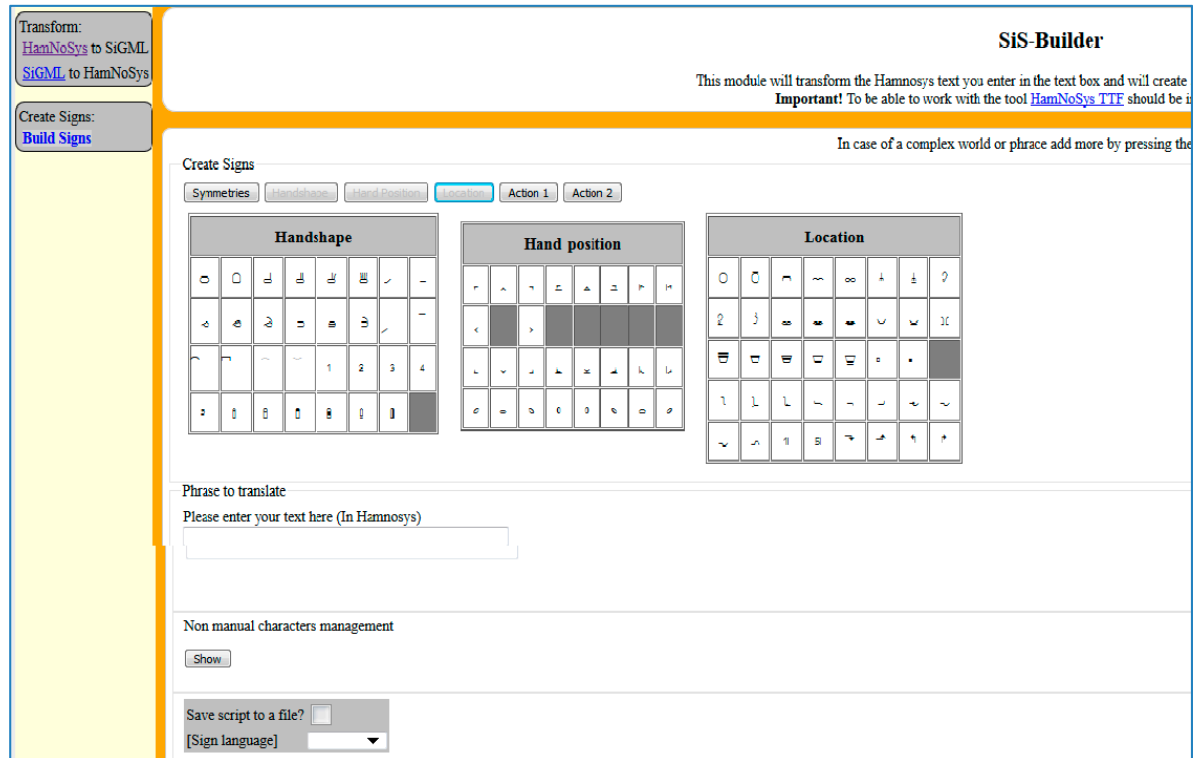 Transform:
HamNoSys to SiGML
SiGML to HamNoSys
Create Signs:
Build Signs
SiS-Builder
This module will transform the Hamnosys text you enter in the text box and will create
Important! To be able to work with the tool HamNoSys TTF should be
In case of a complex world or phrace add more by pressing the
Create Signs
Symmetries Handshape Hand Position Location Action 1 Action 2
Handshape
Hand position
Location
1 2 3 4
Phrase to translate
Please enter your text here (In Hamnosys)
Non manual characters management
Show
Save script to a file?
[Sign language]